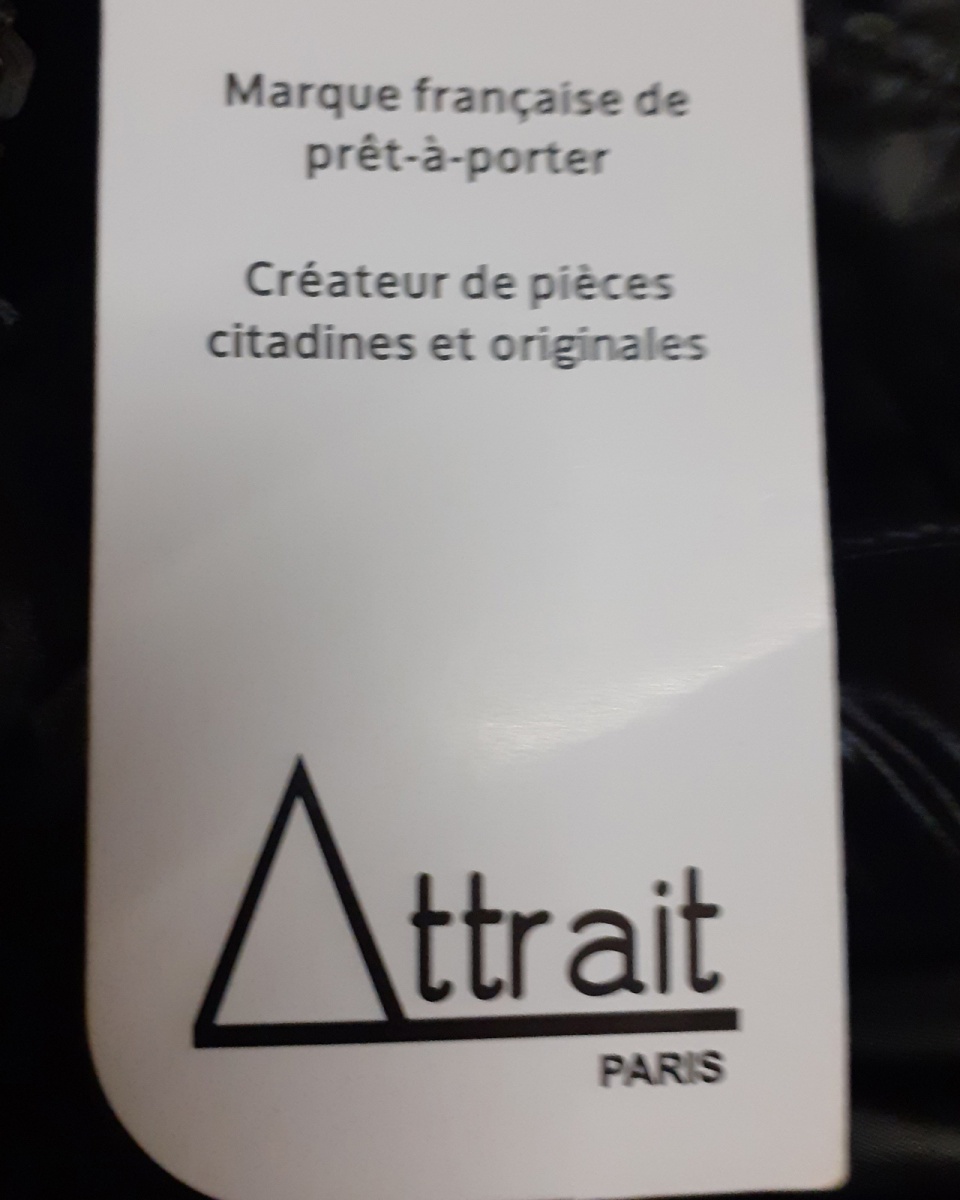 Marque française de
prêt-à-porter
Créateur de pièces
citadines et originales
Attrait
PARIS